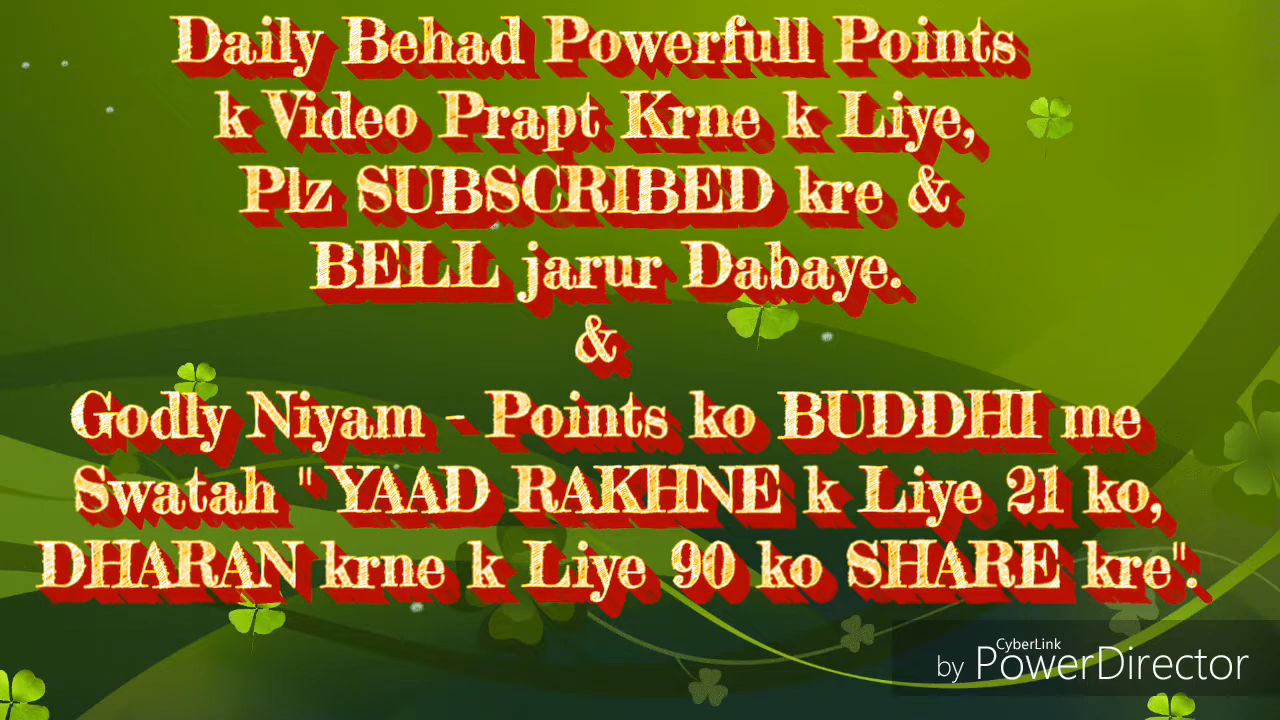 Daily Behad Powerfull Points
k Video Prapt Krne k Liye,
Plz SUBSCRIBED kre &
BELL jarur Dabaye.
&
Godly Niyam - Points ko BUDDHI me
Swatah " YAAD RAKHNE k Liye 21 ko,
DHARAN krne k Liye 90 ko SHARE kre".
CyberLink
by PowerDirector